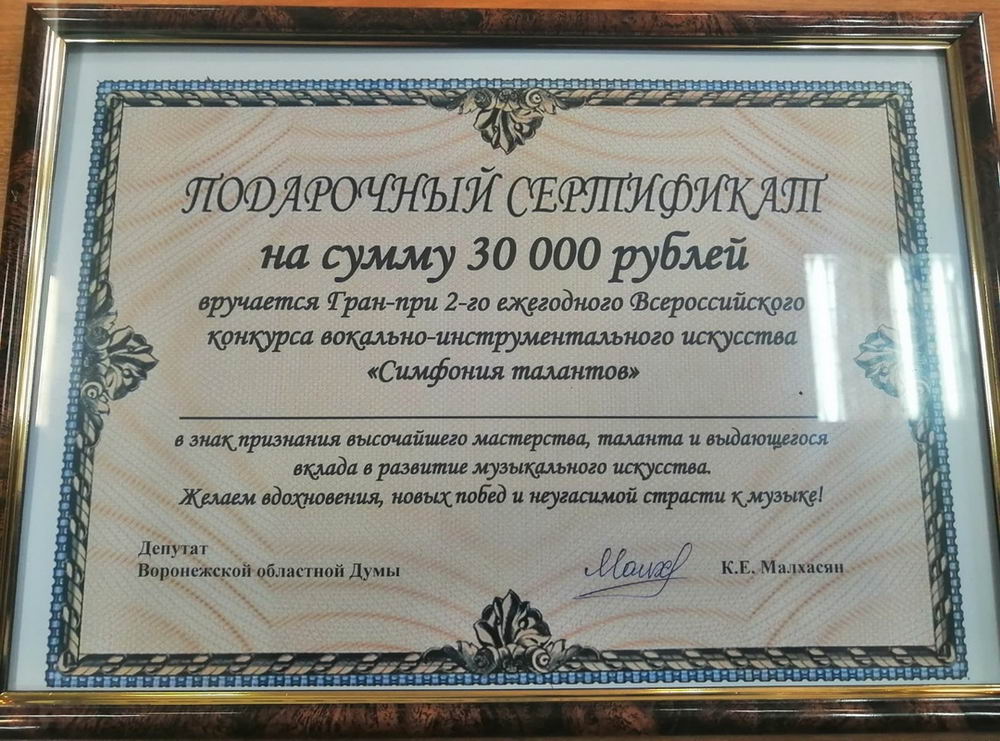 ПОДАРОЧНЫЙ СЕРТИФИКАТ
на сумму 30 000 рублей
вручается Гран-при 2-го ежегодного Всероссийского
конкурса вокально-инструментального искусства
«Симфония талантов»
в знак признания высочайшего мастерства, таланта и выдающегося
вклада в развитие музыкального искусства.
Желаем вдохновения, новых побед и неугасимой страсти к музыке!
Депутат
Воронежской областной Думы
К.Е. Малхасян